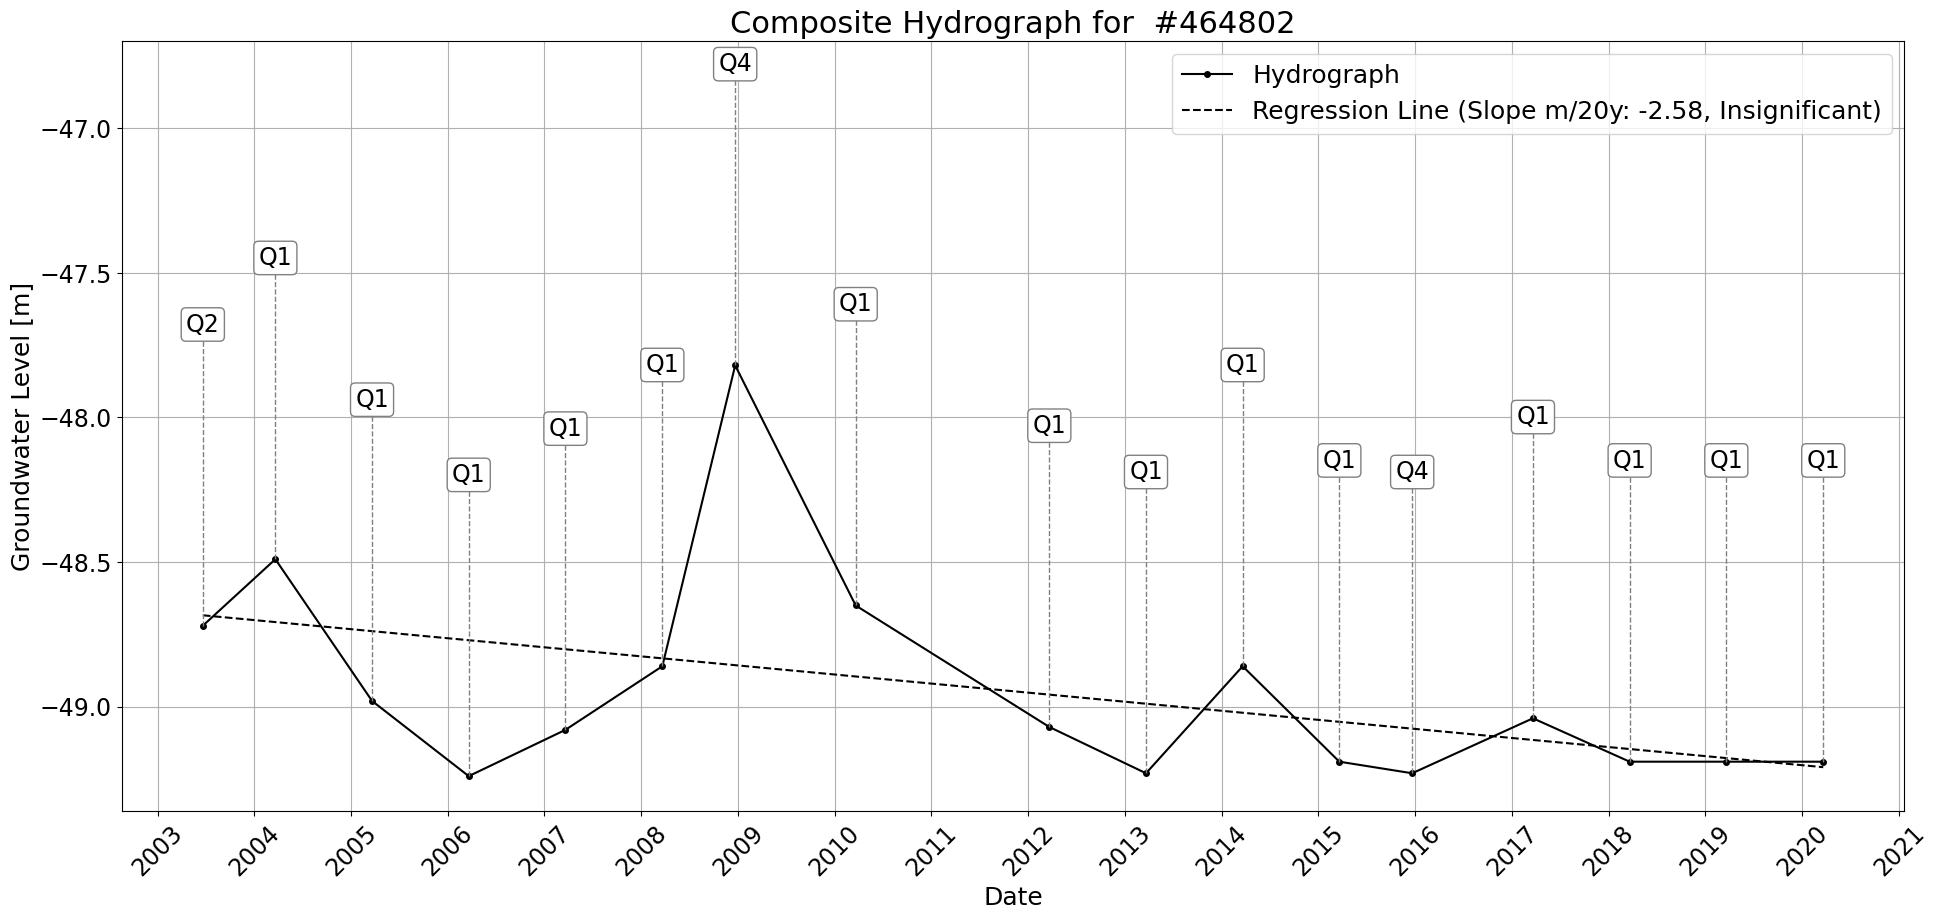 Composite Hydrograph for #464802
Hydrograph
Regression Line (Slope m/20y: -2.58, Insignificant)
Groundwater Level [m]
−47.0
−47.5
−48.0
−48.5
−49.0
Q2
Q1
Q1
Q1
Q1
Q1
Q4
Q1
Q1
Q1
Q1
Q1
Q4
Q1
Q1
Q1
Q1
2003
2004
2005
2006
2007
2008
2009
2010
2011
2012
2013
2014
2015
2016
2017
2018
2019
2020
2021
Date